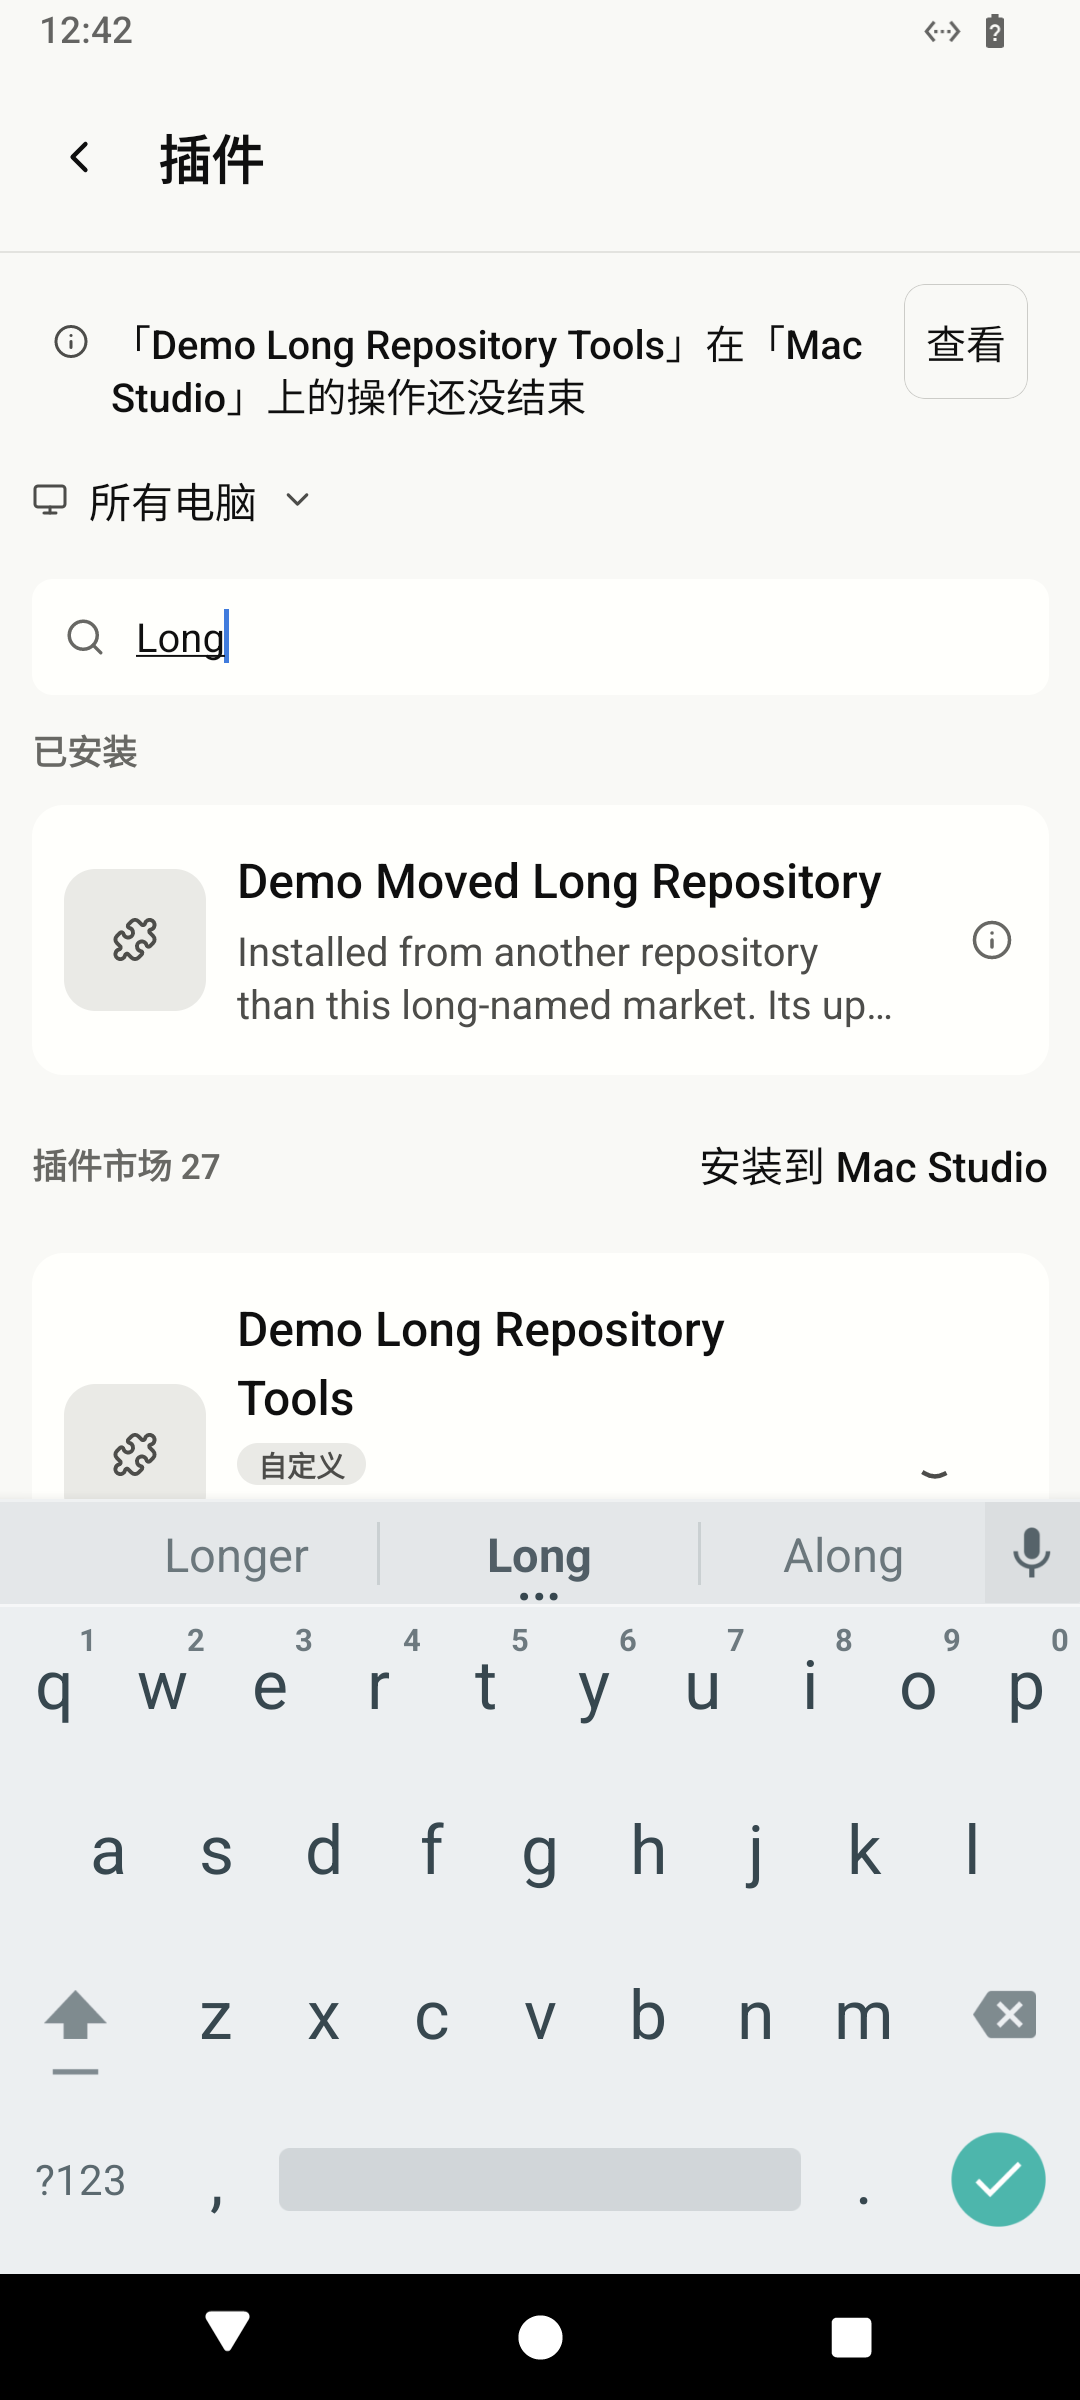 12:42
插件
「Demo Long Repository Tools」在「Mac
Studio」上的操作还没结束
查看
所有电脑
Long
已安装
Demo Moved Long Repository
Installed from another repository
than this long-named market. Its up…
插件市场 27
安装到 Mac Studio
Demo Long Repository
Tools
自定义
Longer
Long
Along
1 2 3 4 5 6 7 8 9 0
q w e r t y u i o p
a s d f g h j k l
z x c v b n m
?123 , .